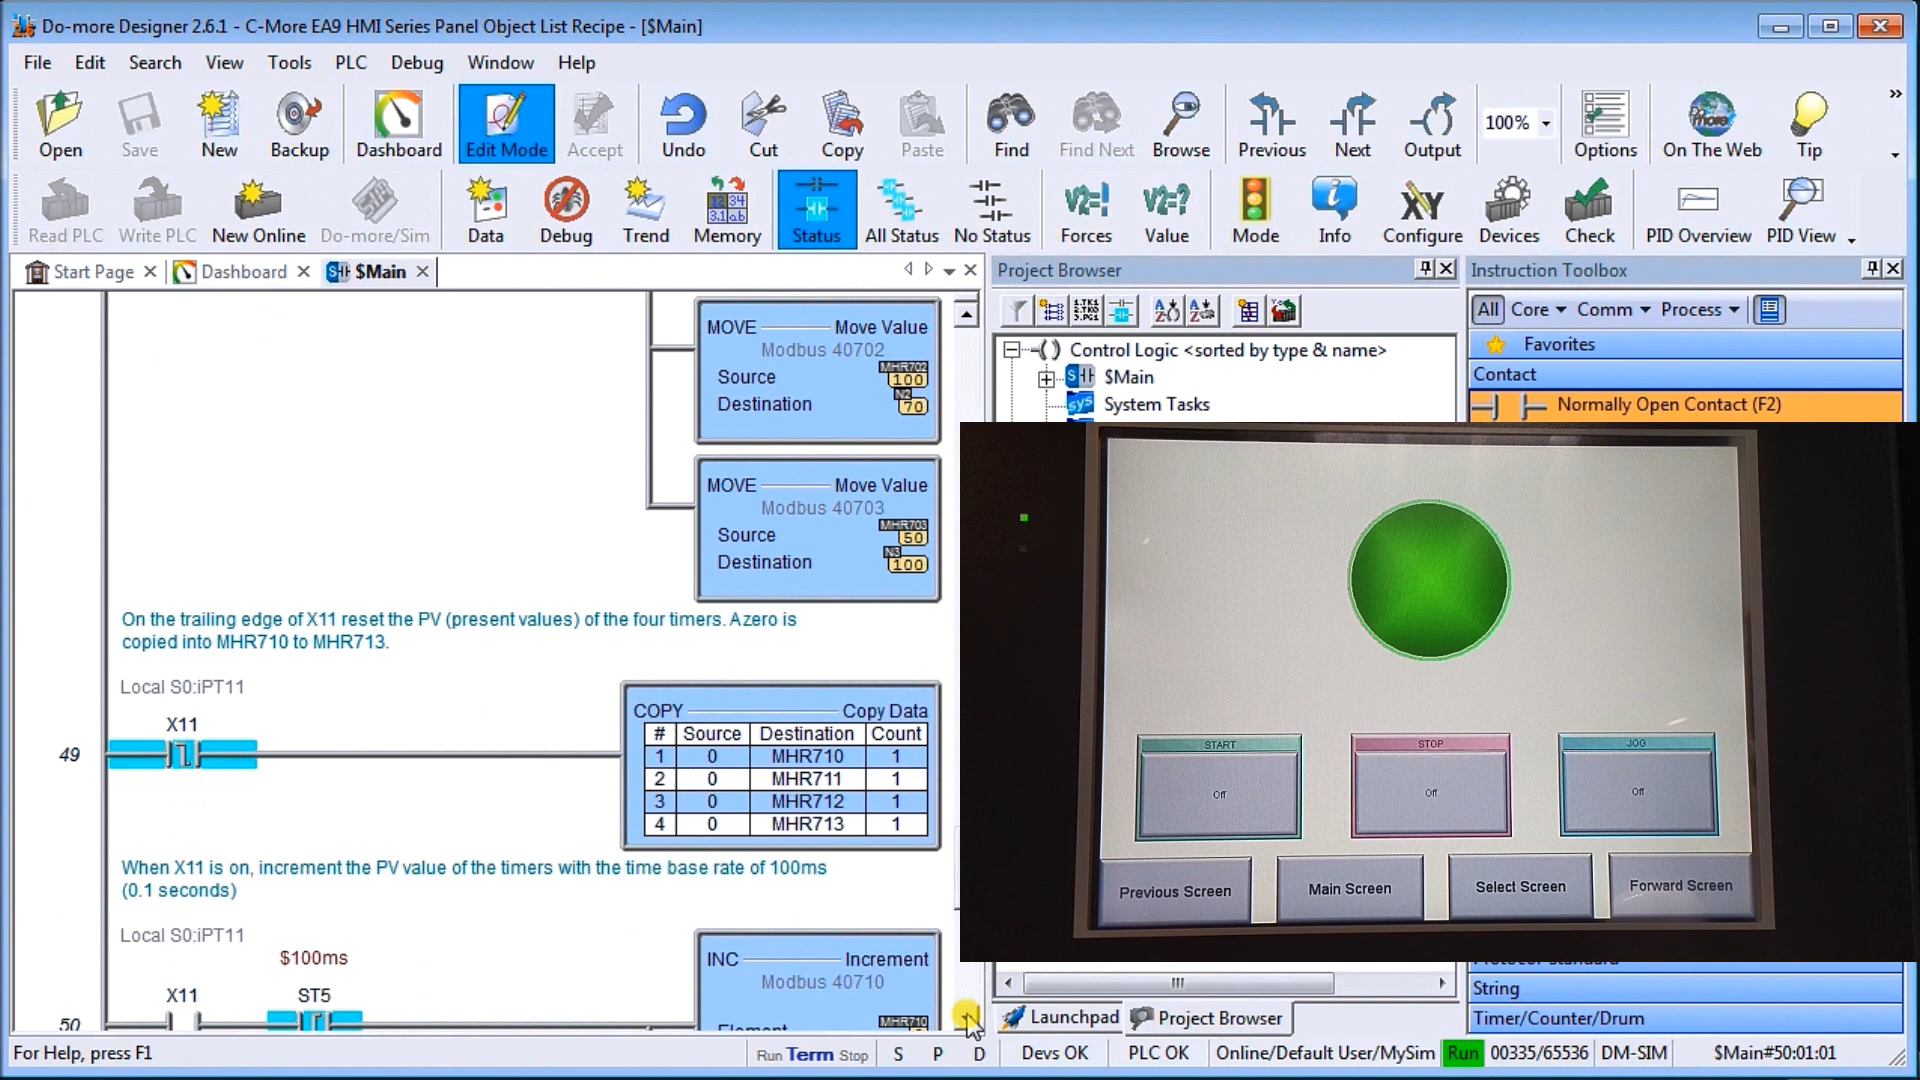 Do-more Designer 2.6.1 - C-More EA9 HMI Series Panel Object List Recipe - [$Main]
File Edit Search View Tools PLC Debug Window Help
Open Save New Backup Dashboard Edit Mode Accept Undo Cut Copy Paste Find Find Next Browse Previous Next Output 100% Options On The Web Tip
Read PLC Write PLC New Online Do-more/Sim Data Debug Trend Memory Status All Status No Status Forces Value Mode Info Configure Devices Check PID Overview PID View
Start Page Dashboard $Main
Project Browser
Instruction Toolbox
All Core Comm Process
Favorites
Contact
Normally Open Contact (F2)
Control Logic <sorted by type & name>
$Main
System Tasks
MOVE Move Value
Modbus 40702
MHR702
Source 100
N2
Destination 70
MOVE Move Value
Modbus 40703
MHR703
Source 50
N3
Destination 100
On the trailing edge of X11 reset the PV (present values) of the four timers. Azero is
copied into MHR710 to MHR713.
Local S0:iPT11
X11
49
COPY Copy Data
# Source Destination Count
1 0 MHR710 1
2 0 MHR711 1
3 0 MHR712 1
4 0 MHR713 1
When X11 is on, increment the PV value of the timers with the time base rate of 100ms
(0.1 seconds)
Local S0:iPT11
$100ms
X11 ST5
50
INC Increment
Modbus 40710
MHR710
Element
START STOP JOG
Off Off Off
Previous Screen Main Screen Select Screen Forward Screen
String
Timer/Counter/Drum
Launchpad Project Browser
For Help, press F1
Run Term Stop S P D Devs OK PLC OK Online/Default User/MySim Run 00335/65536 DM-SIM $Main#50:01:01